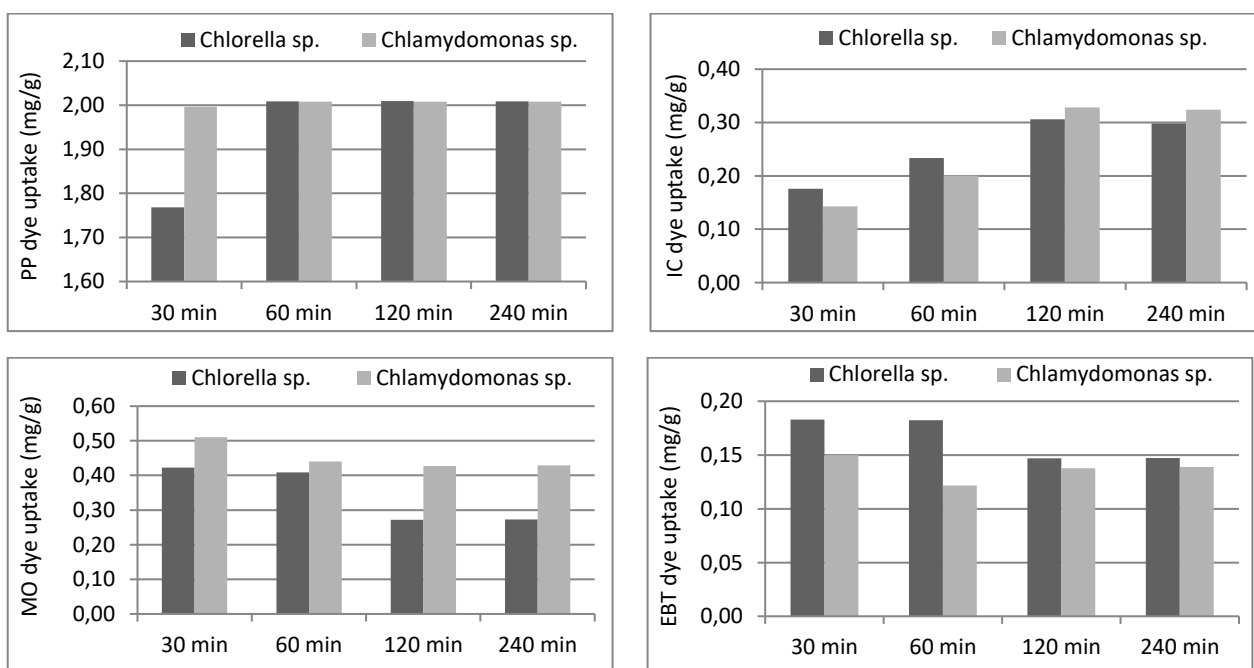 Chlorella sp. Chlamydomonas sp.
PP dye uptake (mg/g)
2,10
2,00
1,90
1,80
1,70
1,60
30 min 60 min 120 min 240 min
Chlorella sp. Chlamydomonas sp.
IC dye uptake (mg/g)
0,40
0,30
0,20
0,10
0,00
30 min 60 min 120 min 240 min
Chlorella sp. Chlamydomonas sp.
MO dye uptake (mg/g)
0,60
0,50
0,40
0,30
0,20
0,10
0,00
30 min 60 min 120 min 240 min
Chlorella sp. Chlamydomonas sp.
EBT dye uptake (mg/g)
0,20
0,15
0,10
0,05
0,00
30 min 60 min 120 min 240 min